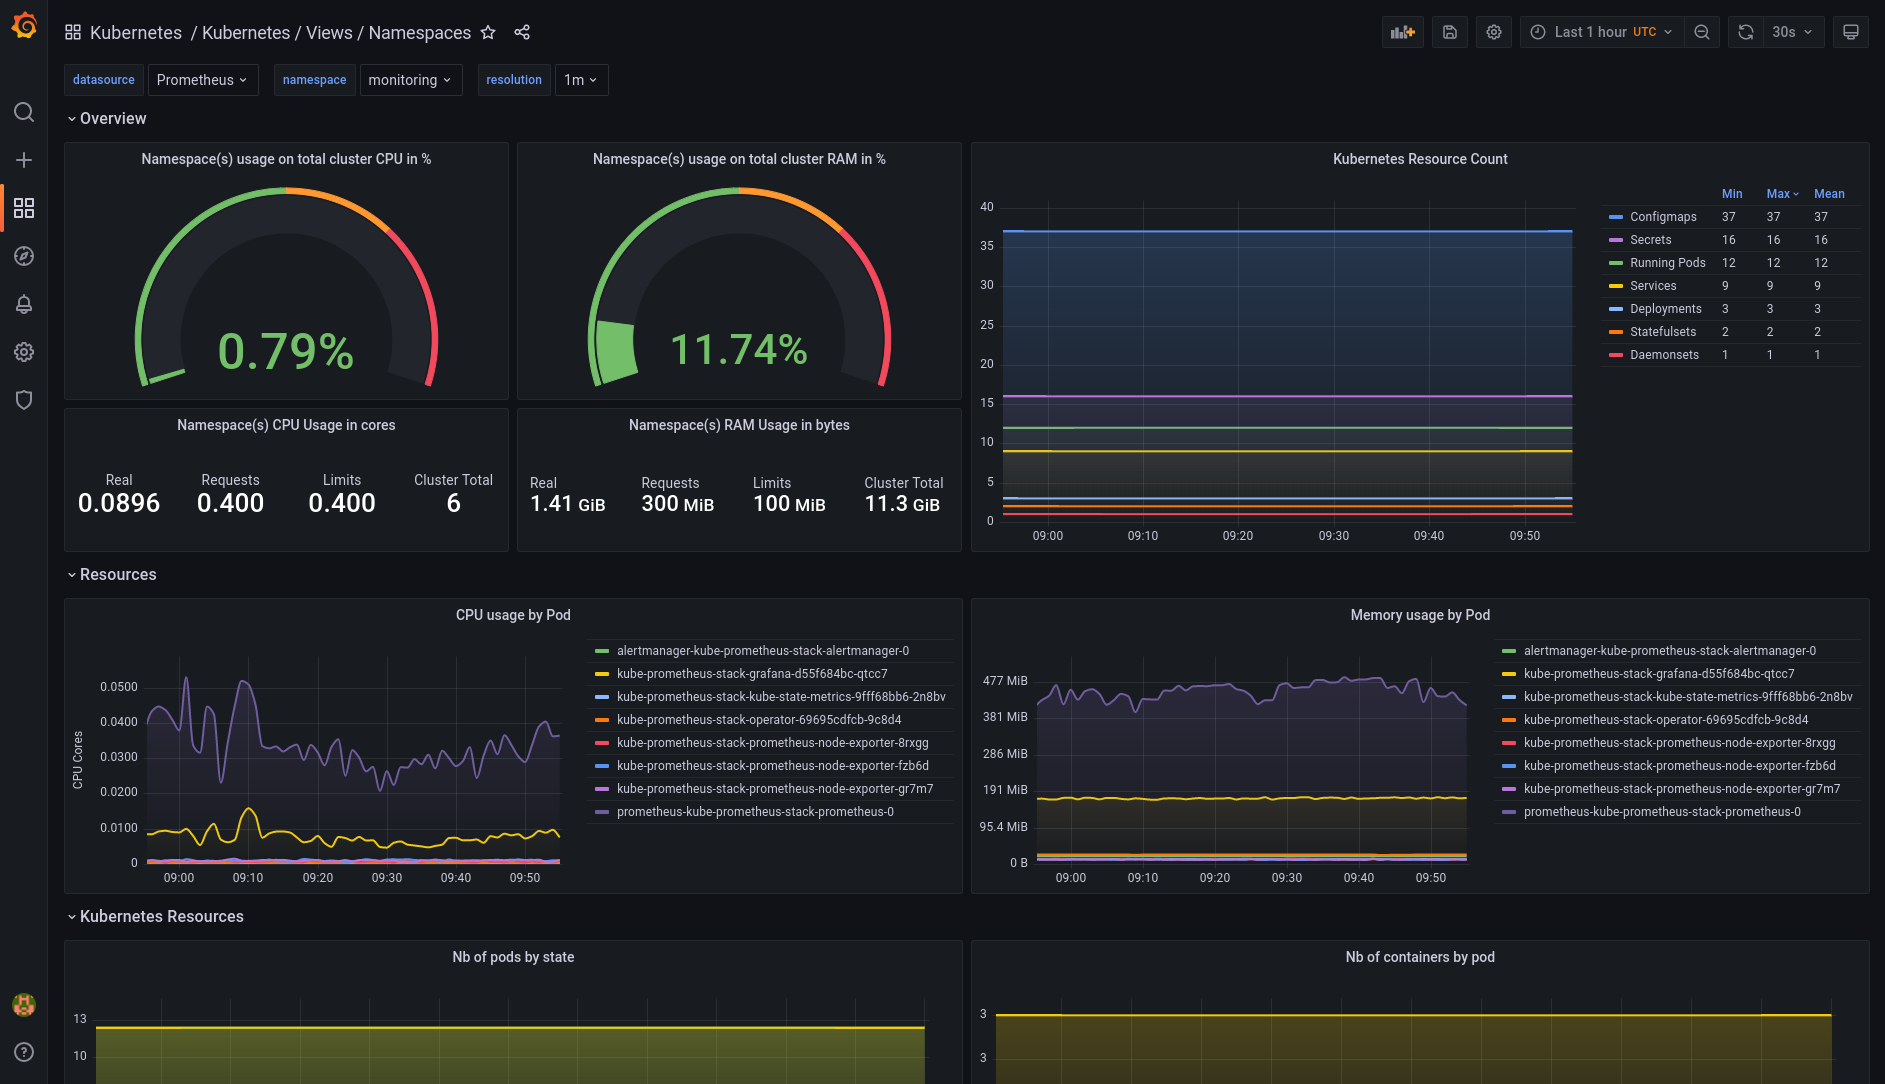 Kubernetes / Kubernetes / Views / Namespaces
Last 1 hour UTC
30s
datasource Prometheus namespace monitoring resolution 1m
Overview
Namespace(s) usage on total cluster CPU in %
0.79%
Namespace(s) usage on total cluster RAM in %
11.74%
Kubernetes Resource Count
40
35
30
25
20
15
10
5
0
09:00 09:10 09:20 09:30 09:40 09:50
Min Max Mean
Configmaps 37 37 37
Secrets 16 16 16
Running Pods 12 12 12
Services 9 9 9
Deployments 3 3 3
Statefulsets 2 2 2
Daemonsets 1 1 1
Namespace(s) CPU Usage in cores
Real Requests Limits Cluster Total
0.0896 0.400 0.400 6
Namespace(s) RAM Usage in bytes
Real Requests Limits Cluster Total
1.41 GiB 300 MiB 100 MiB 11.3 GiB
Resources
CPU usage by Pod
CPU Cores
0.0500
0.0400
0.0300
0.0200
0.0100
0
09:00 09:10 09:20 09:30 09:40 09:50
alertmanager-kube-prometheus-stack-alertmanager-0
kube-prometheus-stack-grafana-d55f684bc-qtcc7
kube-prometheus-stack-kube-state-metrics-9fff68bb6-2n8bv
kube-prometheus-stack-operator-69695cdfcb-9c8d4
kube-prometheus-stack-prometheus-node-exporter-8rxgg
kube-prometheus-stack-prometheus-node-exporter-fzb6d
kube-prometheus-stack-prometheus-node-exporter-gr7m7
prometheus-kube-prometheus-stack-prometheus-0
Memory usage by Pod
477 MiB
381 MiB
286 MiB
191 MiB
95.4 MiB
0 B
09:00 09:10 09:20 09:30 09:40 09:50
alertmanager-kube-prometheus-stack-alertmanager-0
kube-prometheus-stack-grafana-d55f684bc-qtcc7
kube-prometheus-stack-kube-state-metrics-9fff68bb6-2n8bv
kube-prometheus-stack-operator-69695cdfcb-9c8d4
kube-prometheus-stack-prometheus-node-exporter-8rxgg
kube-prometheus-stack-prometheus-node-exporter-fzb6d
kube-prometheus-stack-prometheus-node-exporter-gr7m7
prometheus-kube-prometheus-stack-prometheus-0
Kubernetes Resources
Nb of pods by state
13
10
Nb of containers by pod
3
3